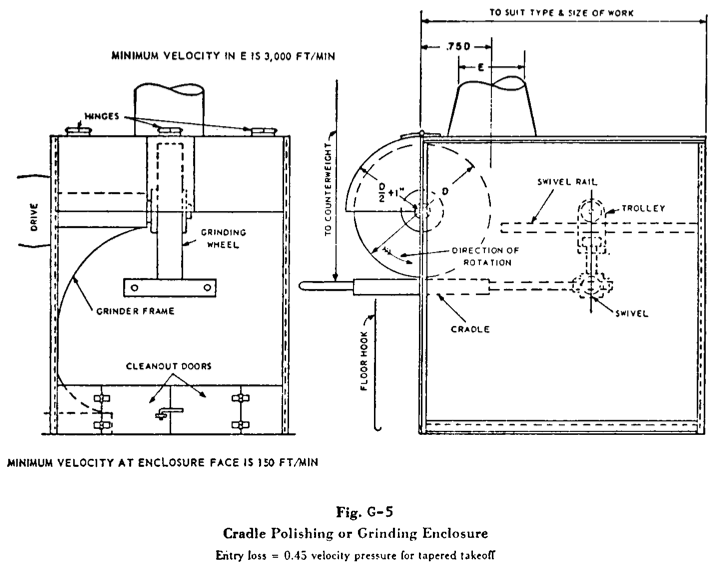 TO SUIT TYPE & SIZE OF WORK
MINIMUM VELOCITY IN E IS 3,000 FT/MIN
.75D
E
HINGES
TO COUNTERWEIGHT
D/2 +1"
D
SWIVEL RAIL
TROLLEY
DRIVE
GRINDING
WHEEL
DIRECTION OF
ROTATION
GRINDER FRAME
CRADLE
SWIVEL
FLOOR HOOK
CLEANOUT DOORS
MINIMUM VELOCITY AT ENCLOSURE FACE IS 150 FT/MIN
Fig. G-5
Cradle Polishing or Grinding Enclosure
Entry loss = 0.45 velocity pressure for tapered takeoff